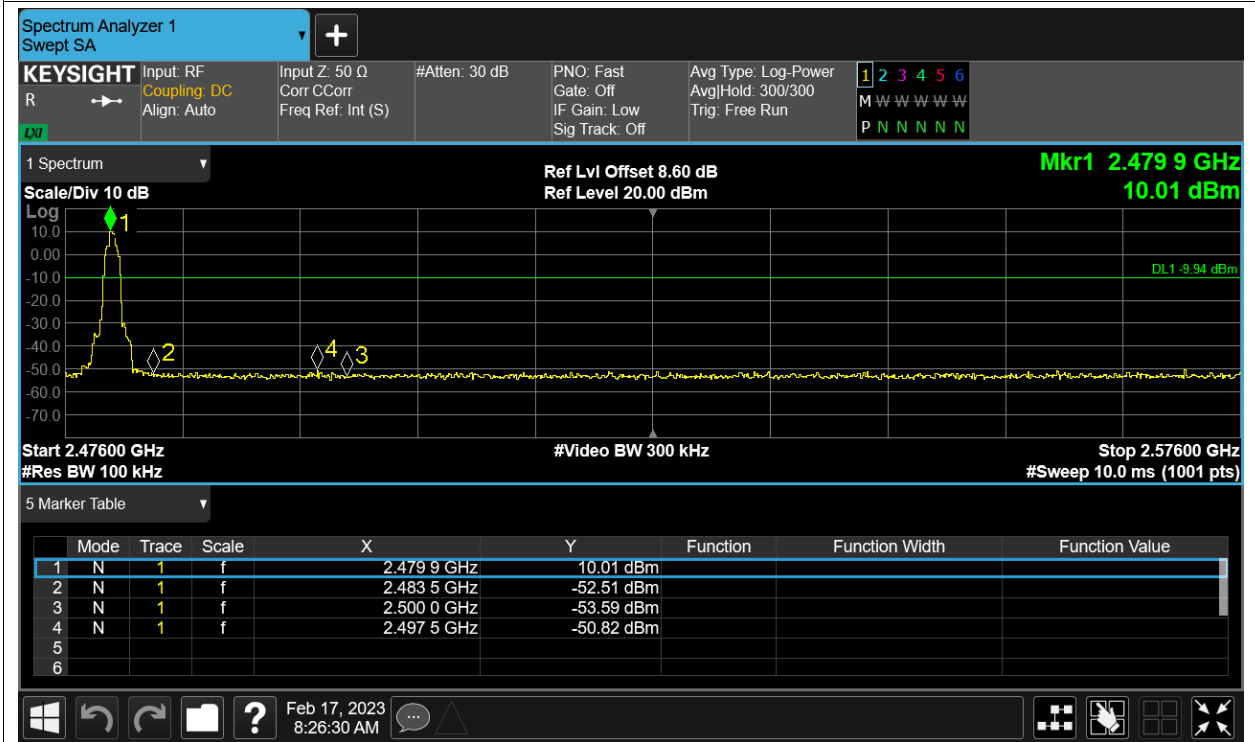 Spectrum Analyzer 1
Swept SA
+
KEYSIGHT Input: RF Input Z: 50 Ω #Atten: 30 dB PNO: Fast Avg Type: Log-Power 1 2 3 4 5 6
R Coupling: DC Corr CCorr Gate: Off Avg|Hold: 300/300 M W W W W W
Align: Auto Freq Ref: Int (S) IF Gain: Low Trig: Free Run
LXI Sig Track: Off P N N N N N
1 Spectrum Ref Lvl Offset 8.60 dB Mkr1 2.479 9 GHz
Scale/Div 10 dB Ref Level 20.00 dBm 10.01 dBm
Log
1
10.0
0.00
DL1 -9.94 dBm
-10.0
-20.0
-30.0
-40.0
2 4 3
-50.0
-60.0
-70.0
Start 2.47600 GHz #Video BW 300 kHz Stop 2.57600 GHz
#Res BW 100 kHz #Sweep 10.0 ms (1001 pts)
5 Marker Table
Mode Trace Scale X Y Function Function Width Function Value
1 N 1 f 2.479 9 GHz 10.01 dBm
2 N 1 f 2.483 5 GHz -52.51 dBm
3 N 1 f 2.500 0 GHz -53.59 dBm
4 N 1 f 2.497 5 GHz -50.82 dBm
5
6
? Feb 17, 2023
8:26:30 AM